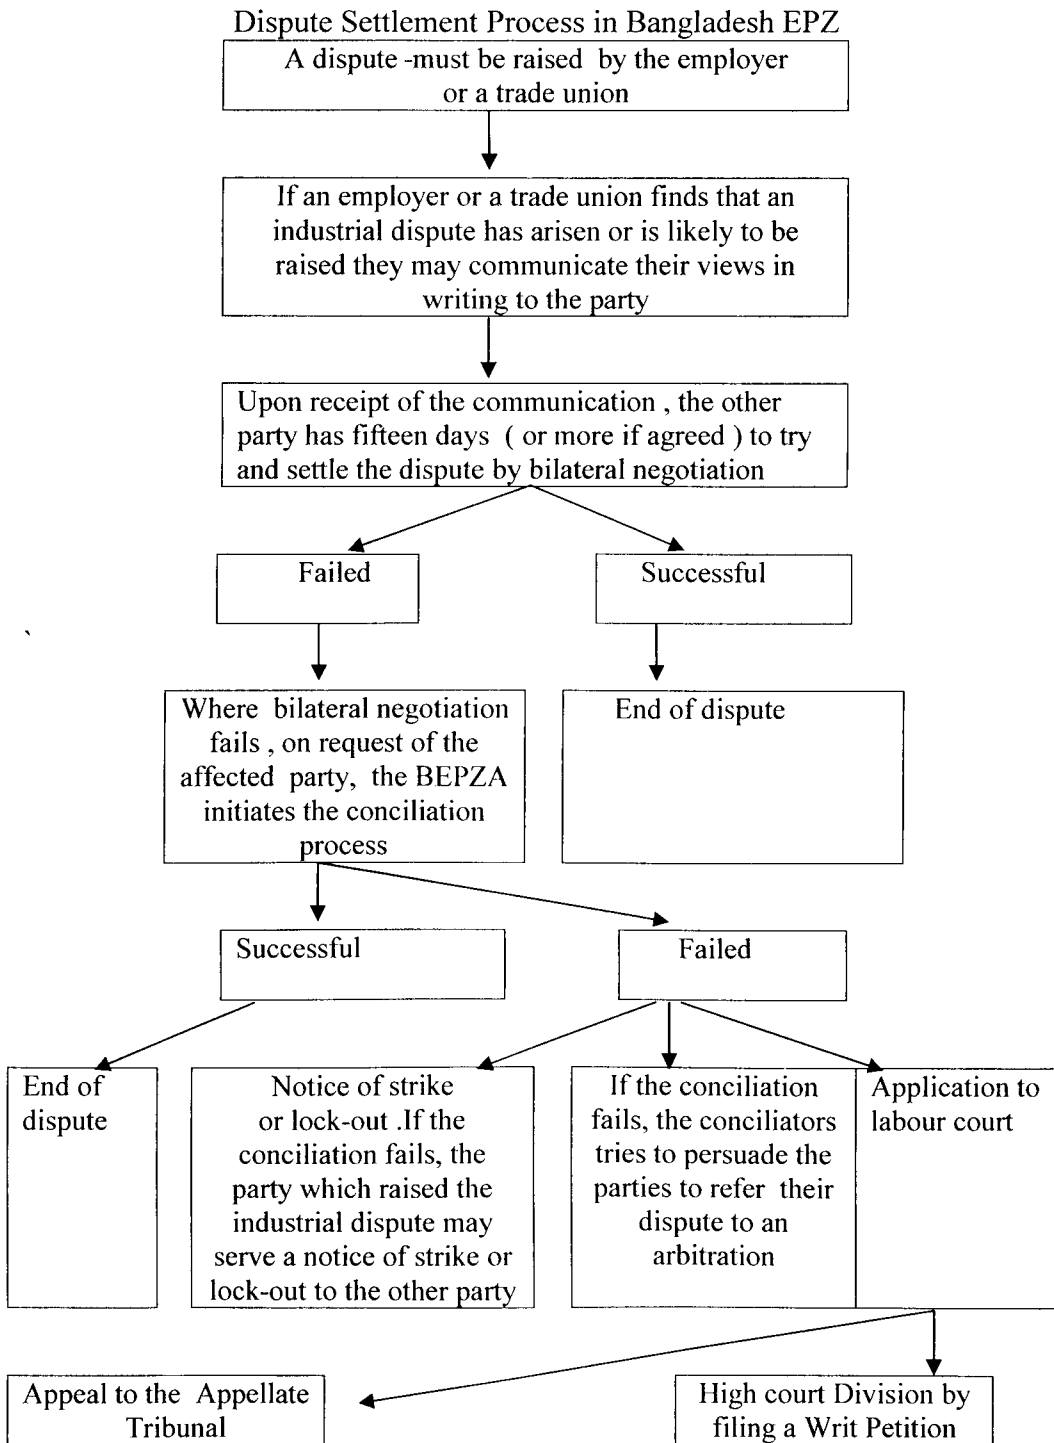 Dispute Settlement Process in Bangladesh EPZ
A dispute -must be raised by the employer
or a trade union
If an employer or a trade union finds that an
industrial dispute has arisen or is likely to be
raised they may communicate their views in
writing to the party
Upon receipt of the communication , the other
party has fifteen days ( or more if agreed ) to try
and settle the dispute by bilateral negotiation
Failed
Successful
Where bilateral negotiation
fails , on request of the
affected party, the BEPZA
initiates the conciliation
process
End of dispute
Successful
Failed
End of
dispute
Notice of strike
or lock-out .If the
conciliation fails, the
party which raised the
industrial dispute may
serve a notice of strike or
lock-out to the other party
If the conciliation
fails, the conciliators
tries to persuade the
parties to refer their
dispute to an
arbitration
Application to
labour court
Appeal to the Appellate
Tribunal
High court Division by
filing a Writ Petition